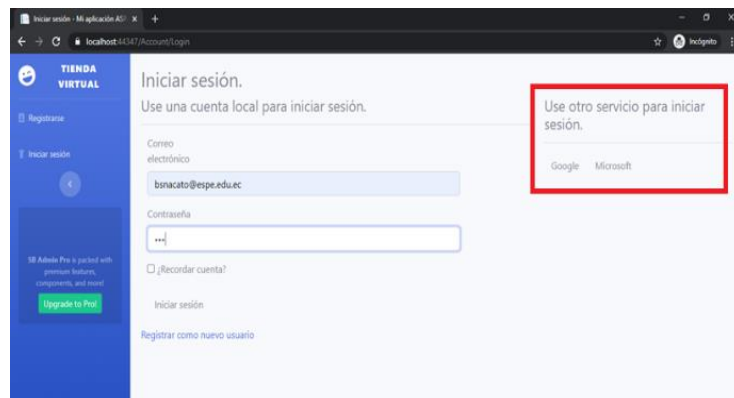 Iniciar sesión - Mi aplicación AS
localhost:44347/Account/Login
Incógnito
TIENDA
VIRTUAL
Registrarse
Iniciar sesión
SB Admin Pro is packed with
premium features,
components, and more!
Upgrade to Pro!
Iniciar sesión.
Use una cuenta local para iniciar sesión.
Correo
electrónico
bsnacato@espe.edu.ec
Contraseña
¿Recordar cuenta?
Iniciar sesión
Registrar como nuevo usuario
Use otro servicio para iniciar
sesión.
Google Microsoft